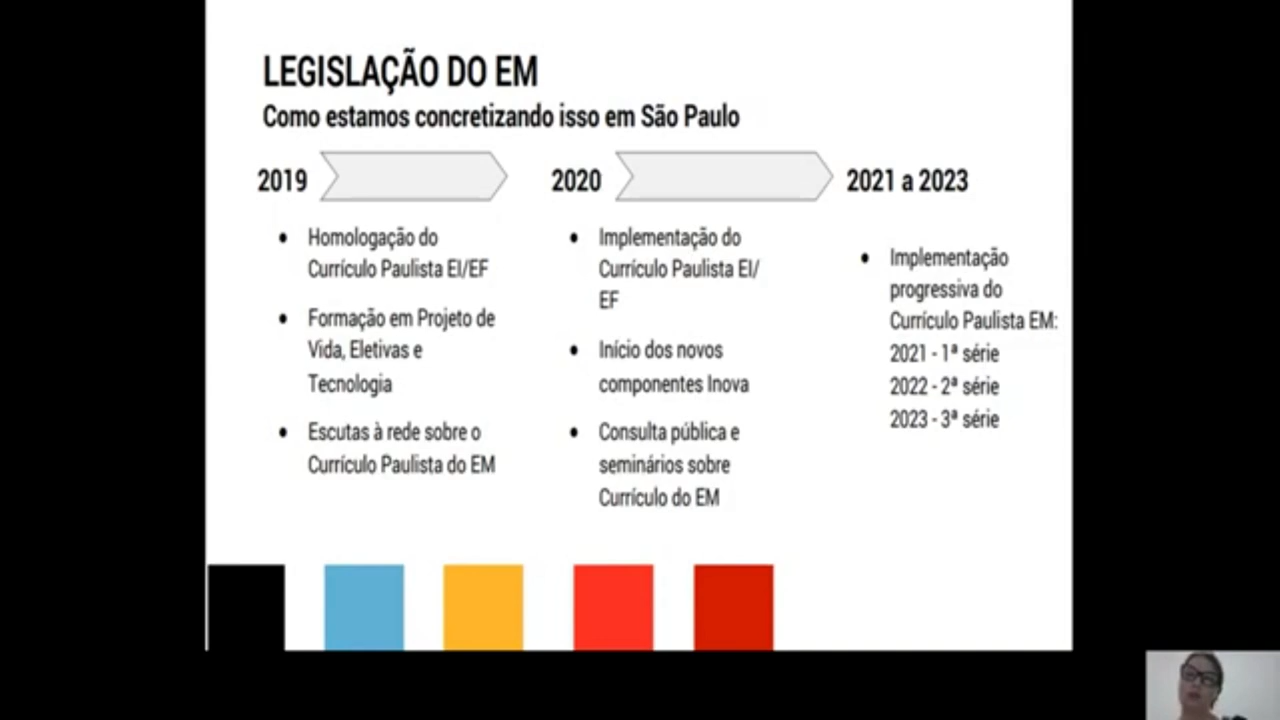 LEGISLAÇÃO DO EM
Como estamos concretizando isso em São Paulo
2019
• Homologação do
Currículo Paulista EI/EF
• Formação em Projeto de
Vida, Eletivas e
Tecnologia
• Escutas à rede sobre o
Currículo Paulista do EM
2020
• Implementação do
Currículo Paulista EI/
EF
• Início dos novos
componentes Inova
• Consulta pública e
seminários sobre
Currículo do EM
2021 a 2023
• Implementação
progressiva do
Currículo Paulista EM:
2021 - 1ª série
2022 - 2ª série
2023 - 3ª série